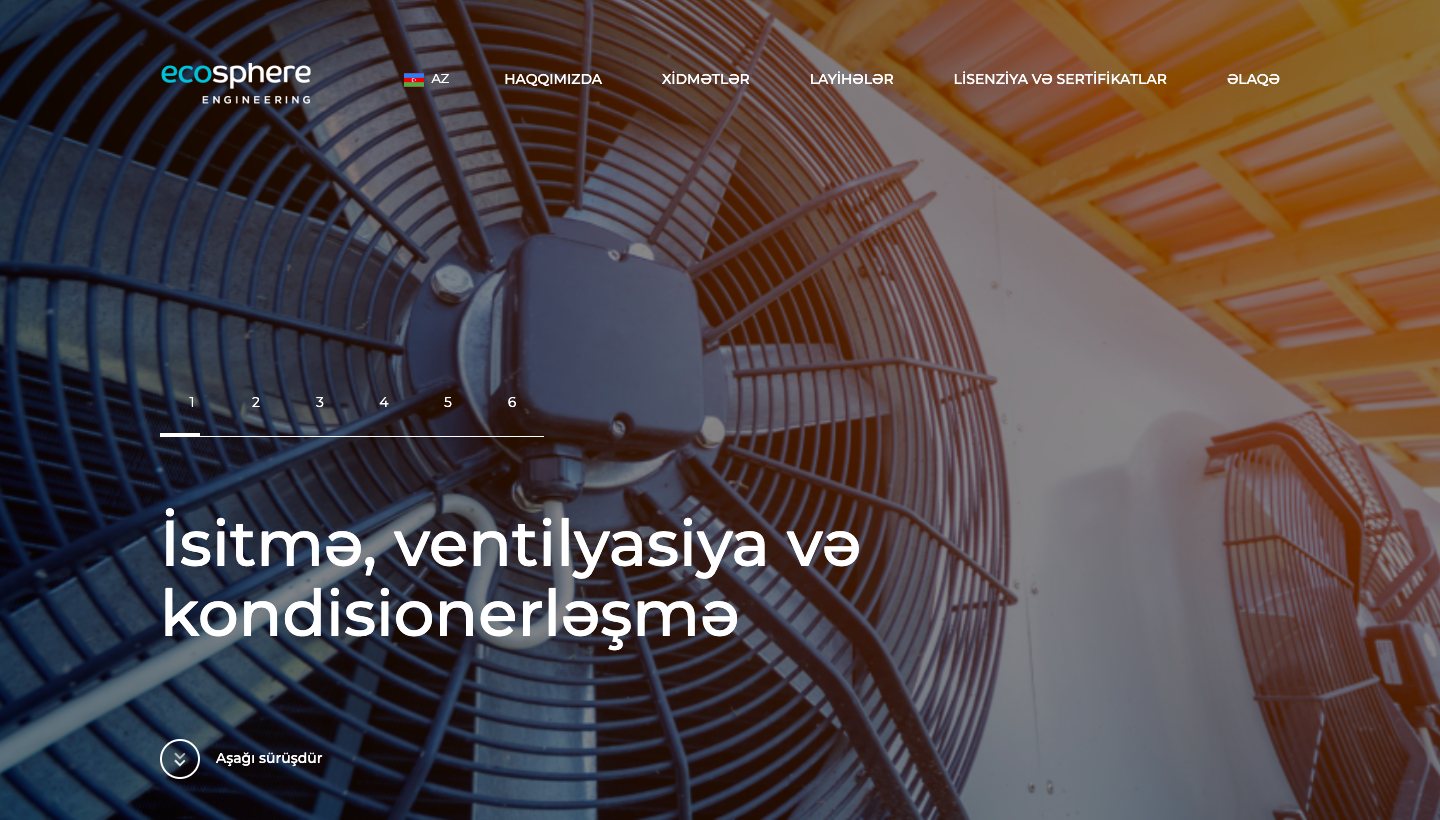 ecosphere
ENGINEERING
AZ
HAQQIMIZDA
XİDMƏTLƏR
LAYİHƏLƏR
LİSENZİYA VƏ SERTİFİKATLAR
ƏLAQƏ
1 2 3 4 5 6
İsitmə, ventilyasiya və
kondisionerləşmə
Aşağı sürüşdür